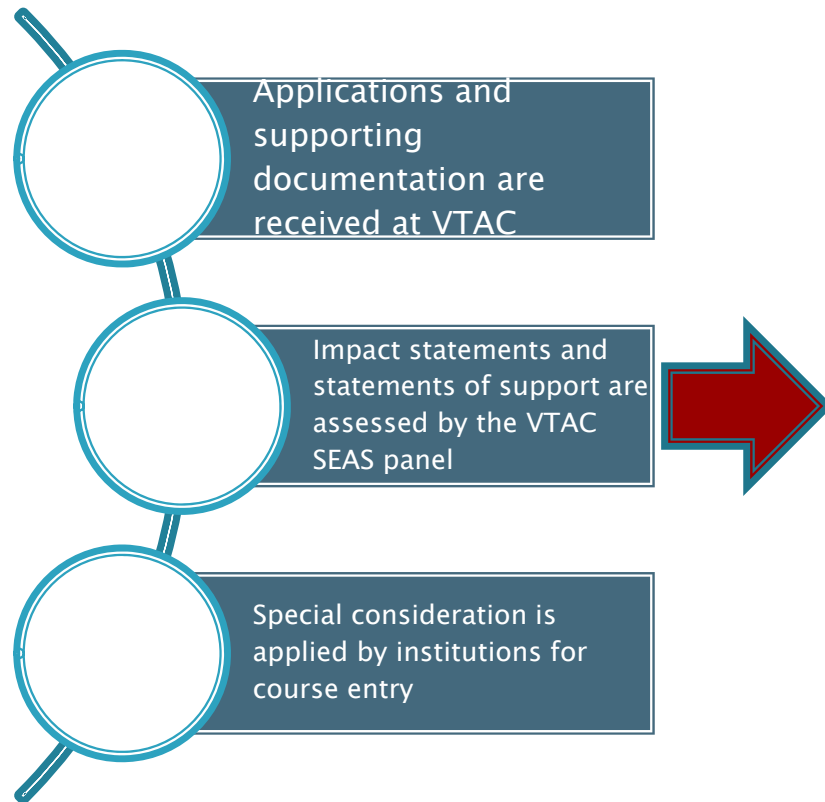 Applications and
supporting
documentation are
received at VTAC
Impact statements and
statements of support are
assessed by the VTAC
SEAS panel
Special consideration is
applied by institutions for
course entry